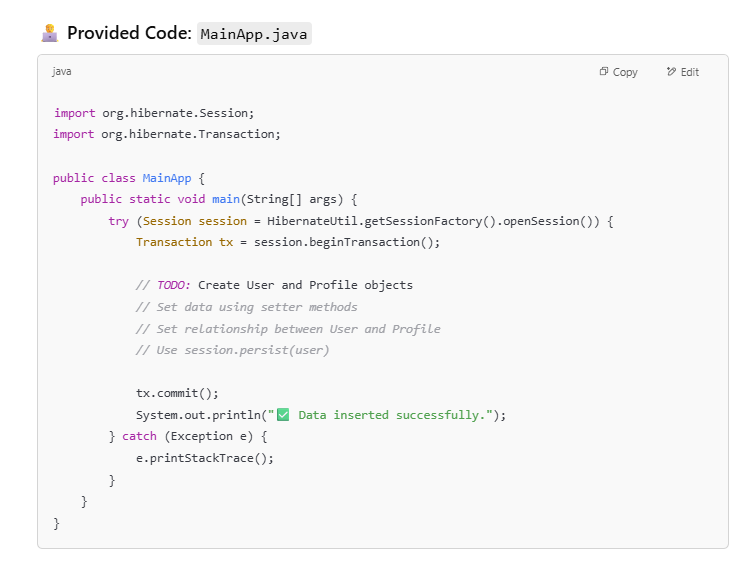 🧑‍💻 Provided Code: MainApp.java
java
Copy
Edit
import org.hibernate.Session;
import org.hibernate.Transaction;
public class MainApp {
public static void main(String[] args) {
try (Session session = HibernateUtil.getSessionFactory().openSession()) {
Transaction tx = session.beginTransaction();
// TODO: Create User and Profile objects
// Set data using setter methods
// Set relationship between User and Profile
// Use session.persist(user)
tx.commit();
System.out.println("✅ Data inserted successfully.");
} catch (Exception e) {
e.printStackTrace();
}
}
}